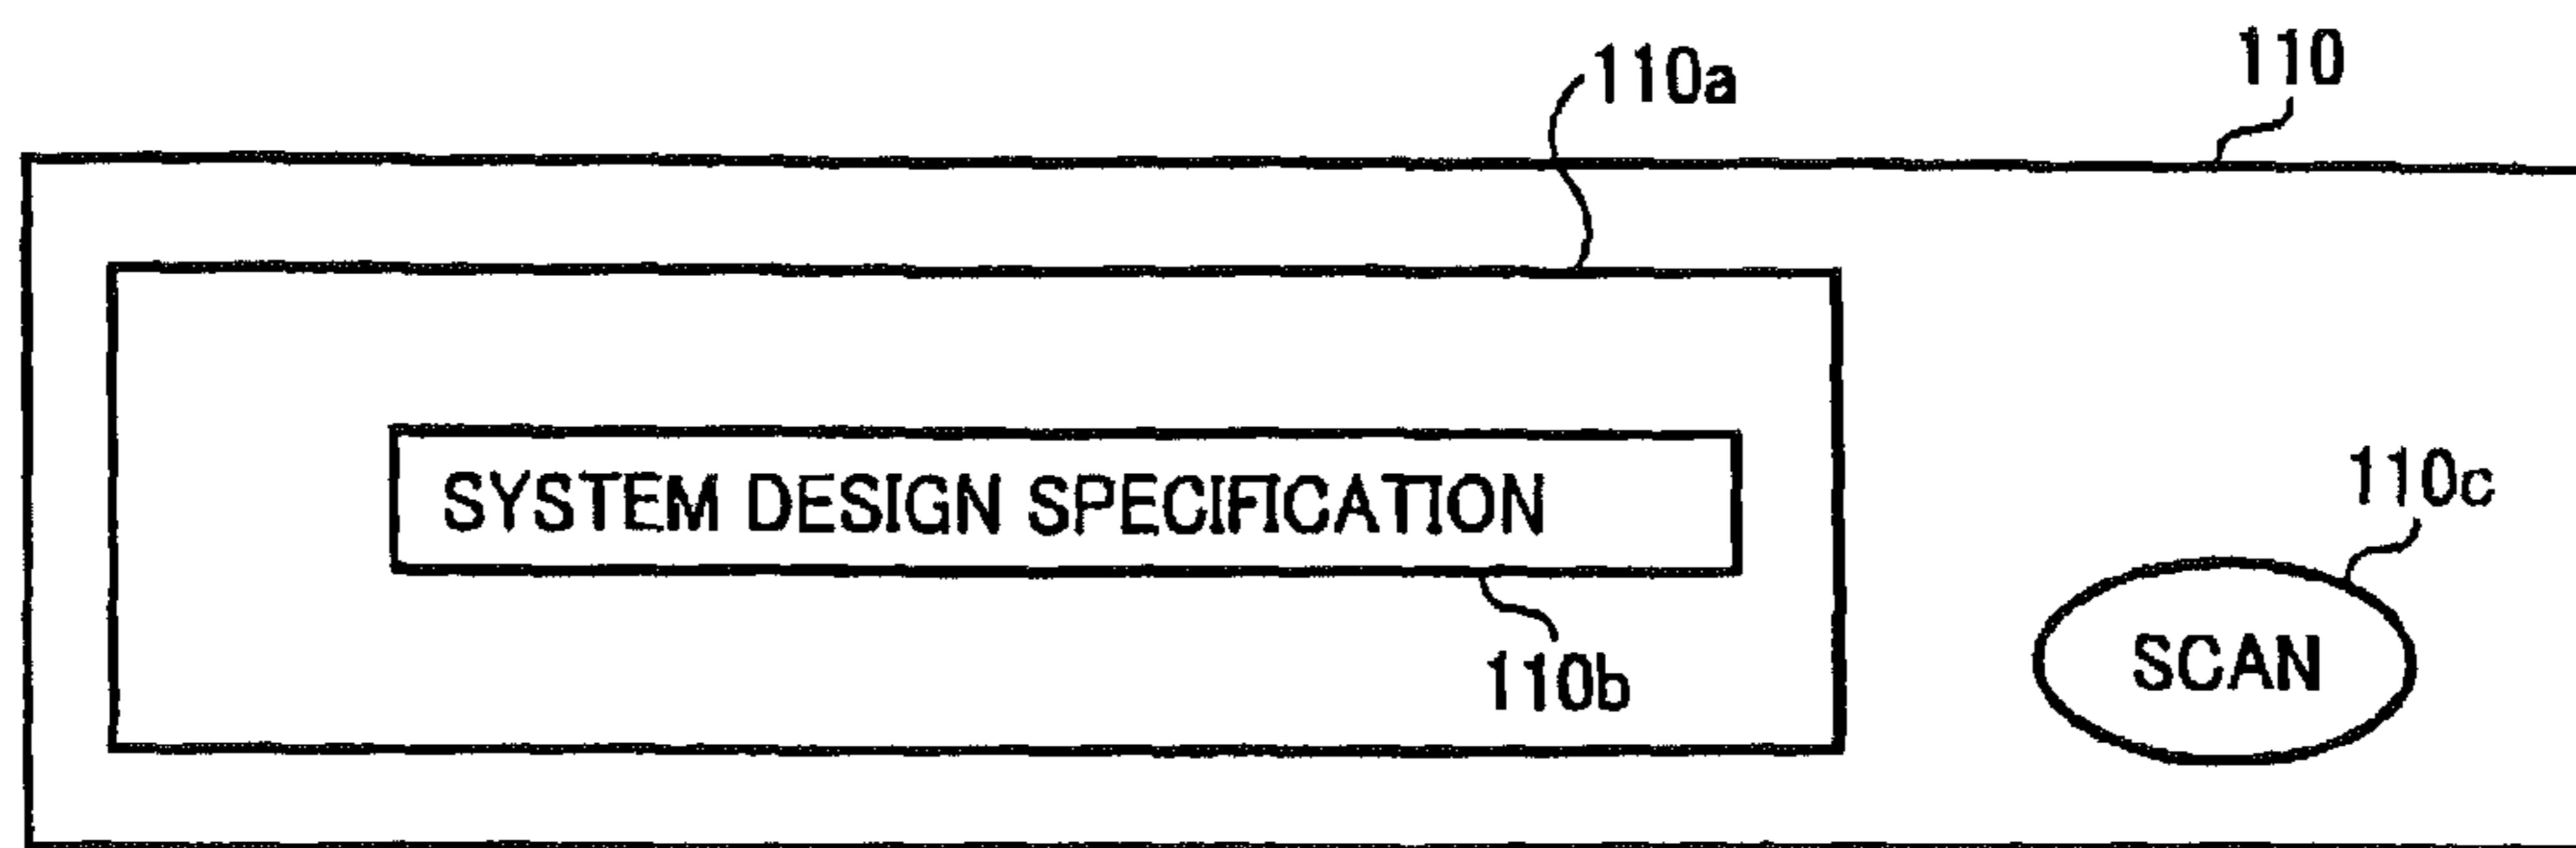 110
110a
SYSTEM DESIGN SPECIFICATION
110c
SCAN
110b